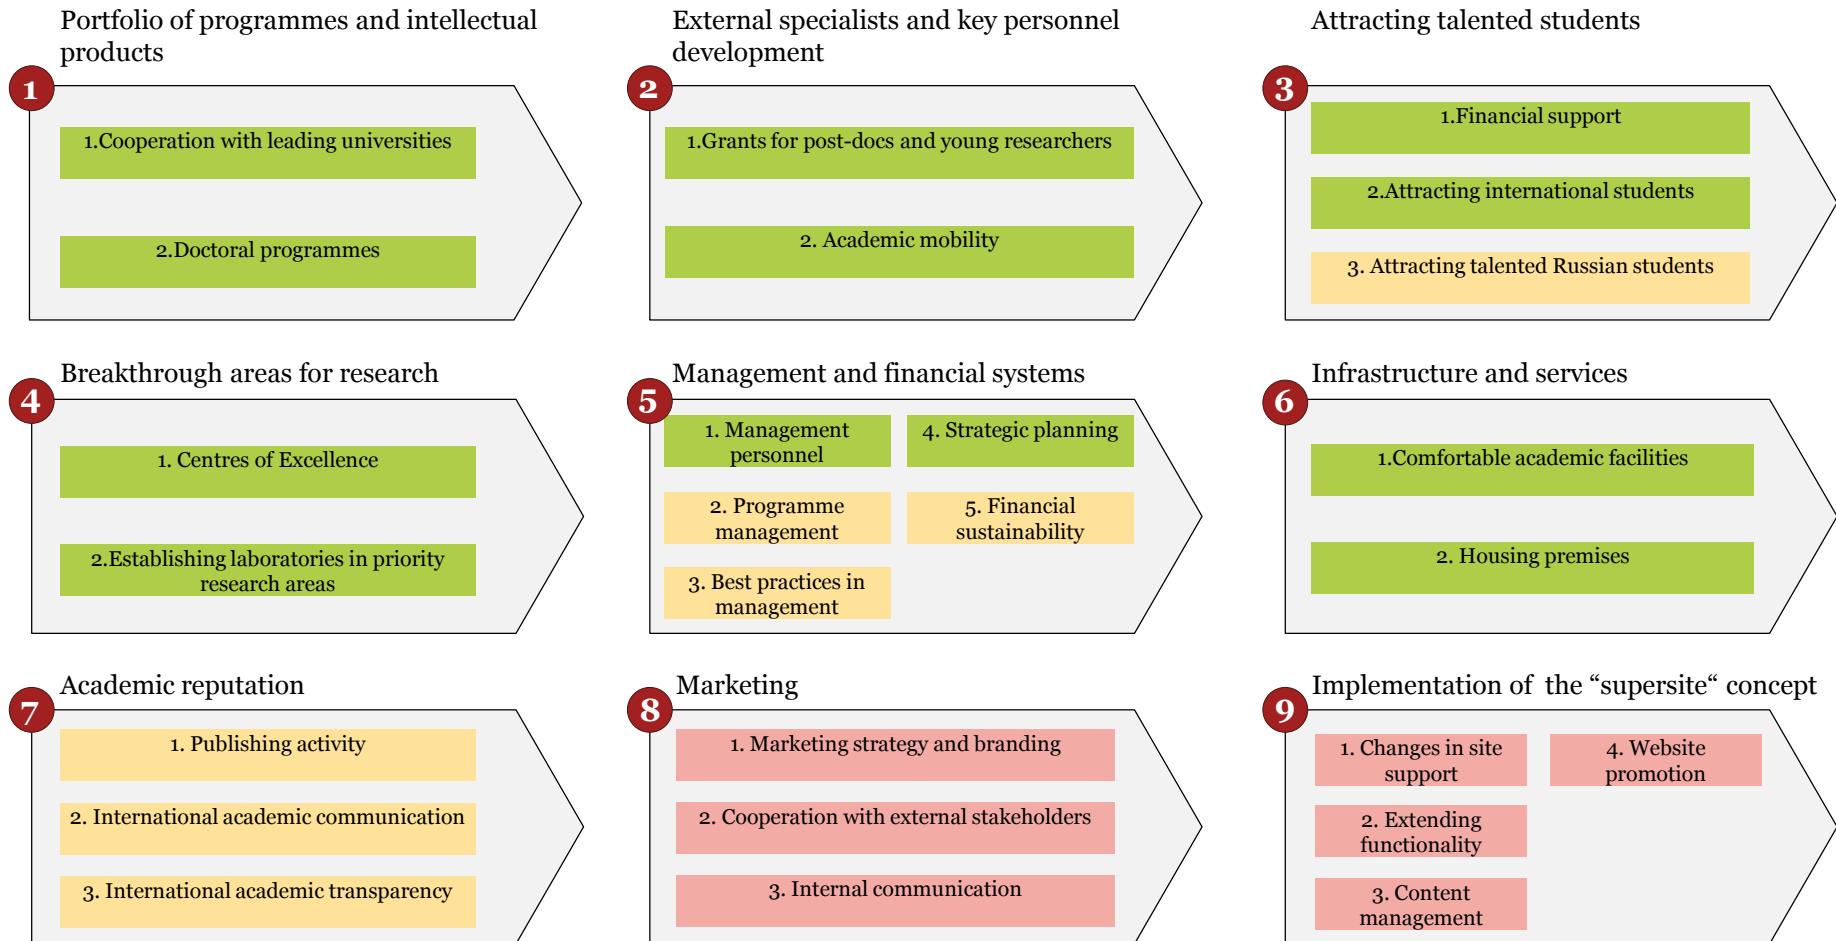 Portfolio of programmes and intellectual
products
1
1.Cooperation with leading universities
2.Doctoral programmes
External specialists and key personnel
development
2
1.Grants for post-docs and young researchers
2. Academic mobility
Attracting talented students
3
1.Financial support
2.Attracting international students
3. Attracting talented Russian students
Breakthrough areas for research
4
1. Centres of Excellence
2.Establishing laboratories in priority
research areas
Management and financial systems
5
1. Management
personnel
2. Programme
management
3. Best practices in
management
4. Strategic planning
5. Financial
sustainability
Infrastructure and services
6
1.Comfortable academic facilities
2. Housing premises
Academic reputation
7
1. Publishing activity
2. International academic communication
3. International academic transparency
Marketing
8
1. Marketing strategy and branding
2. Cooperation with external stakeholders
3. Internal communication
Implementation of  the “supersite“ concept
9
1. Changes in site
support
2. Extending
functionality
3. Content
management
4. Website
promotion